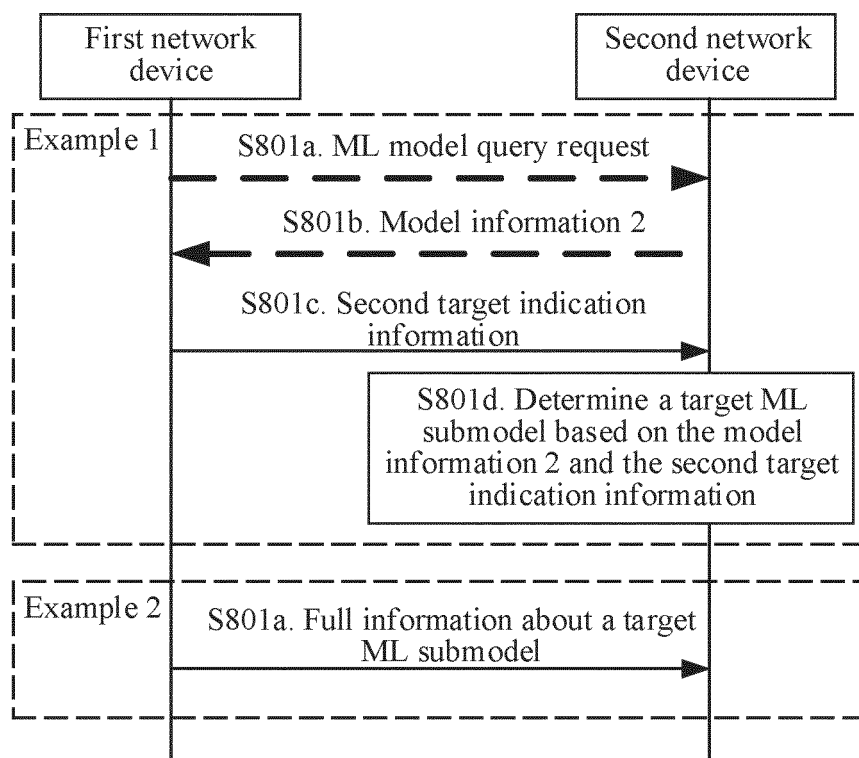 First network
device
Second network
device
Example 1
S801a. ML model query request
S801b. Model information 2
S801c. Second target indication
information
S801d. Determine a target ML
submodel based on the model
information 2 and the second target
indication information
Example 2
S801a. Full information about a target
ML submodel